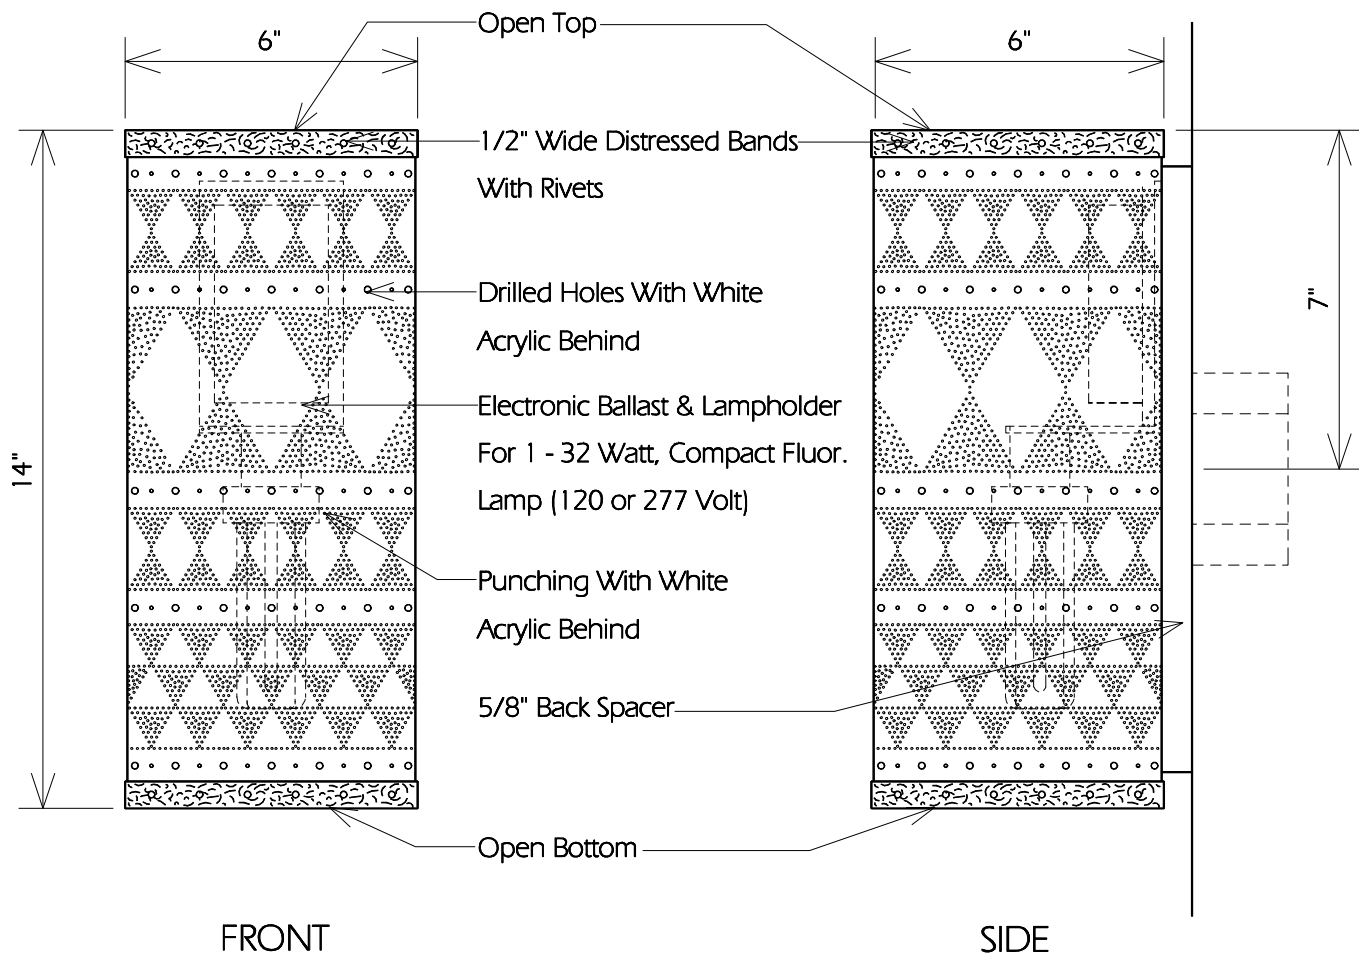 Open Top
6"
6"
1/2" Wide Distressed Bands
With Rivets
Drilled Holes With White
Acrylic Behind
7"
Electronic Ballast & Lampholder
For 1 - 32 Watt, Compact Fluor.
Lamp (120 or 277 Volt)
14"
Punching With White
Acrylic Behind
5/8" Back Spacer
Open Bottom
FRONT
SIDE